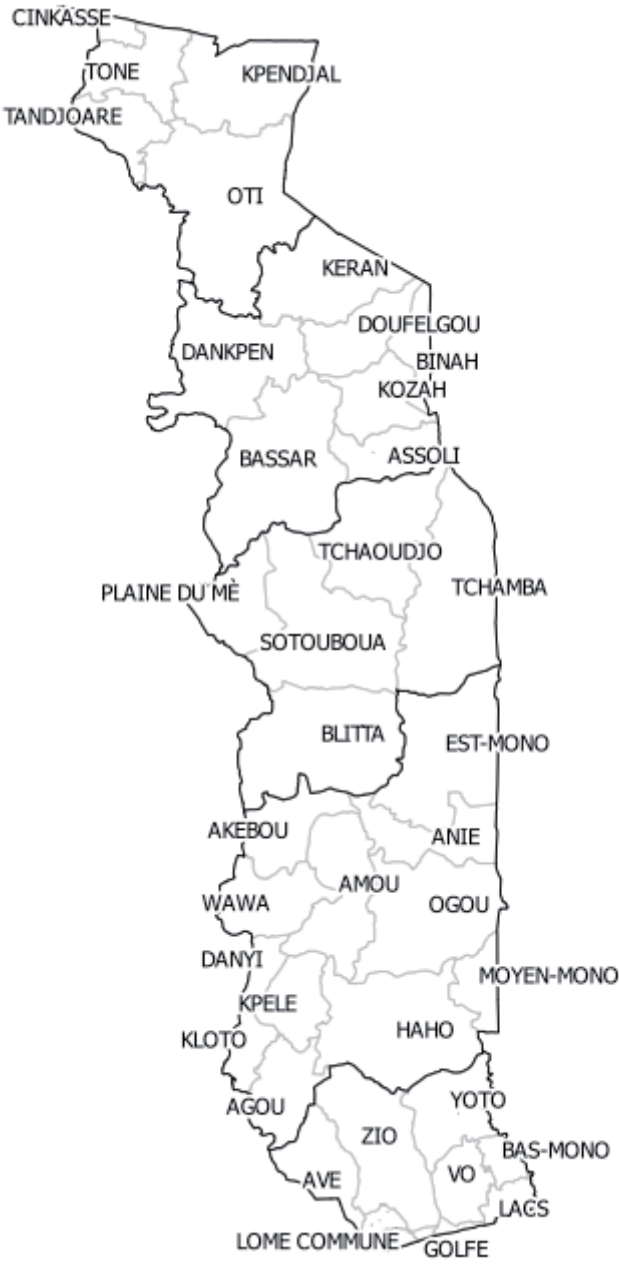 CINKASSE
TONE
KPENDJAL
TANDJOARE
OTI
KERAN
DOUFELGOU
DANKPEN
BINAH
KOZAH
BASSAR
ASSOLI
TCHAOUDJO
PLAINE DU MÈ
TCHAMBA
SOTOUBOUA
BLITTA
EST-MONO
AKEBOU
ANIE
AMOU
WAWA
OGOU
DANYI
MOYEN-MONO
KPELE
KLOTO
HAHO
AGOU
YOTO
ZIO
BAS-MONO
VO
AVE
LACS
LOME COMMUNE
GOLFE